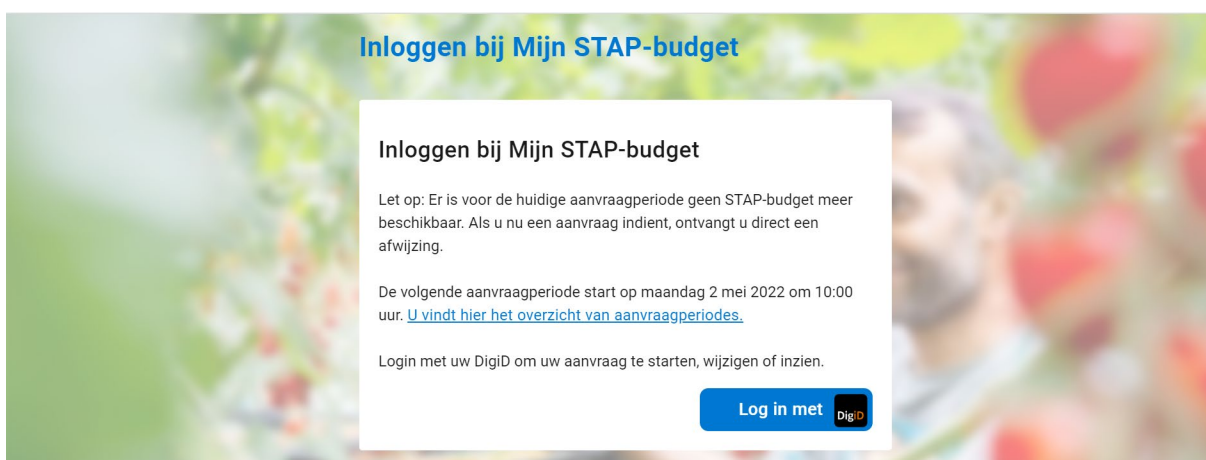 Inloggen bij Mijn STAP-budget
Inloggen bij Mijn STAP-budget
Let op: Er is voor de huidige aanvraagperiode geen STAP-budget meer
beschikbaar. Als u nu een aanvraag indient, ontvangt u direct een
afwijzing.
De volgende aanvraagperiode start op maandag 2 mei 2022 om 10:00
uur. U vindt hier het overzicht van aanvraagperiodes.
Login met uw DigiD om uw aanvraag te starten, wijzigen of inzien.
Log in met DigiD